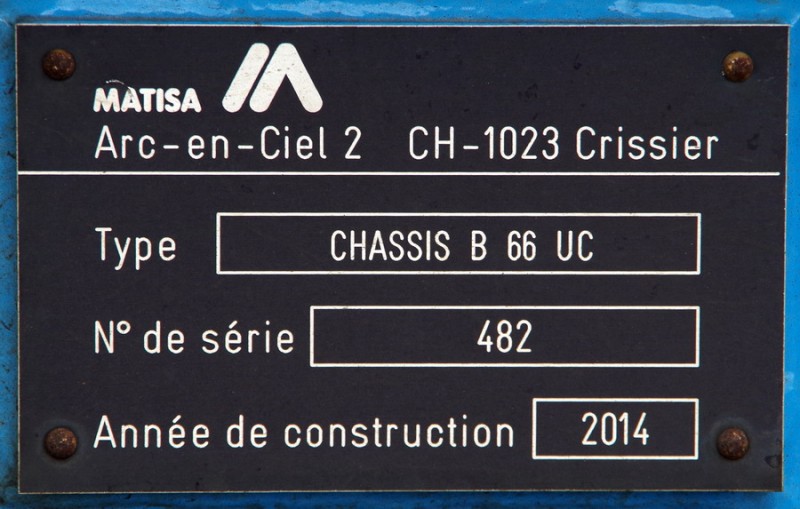 MATISA
Arc-en-Ciel 2 CH-1023 Crissier
Type CHASSIS B 66 UC
N° de série 482
Année de construction 2014